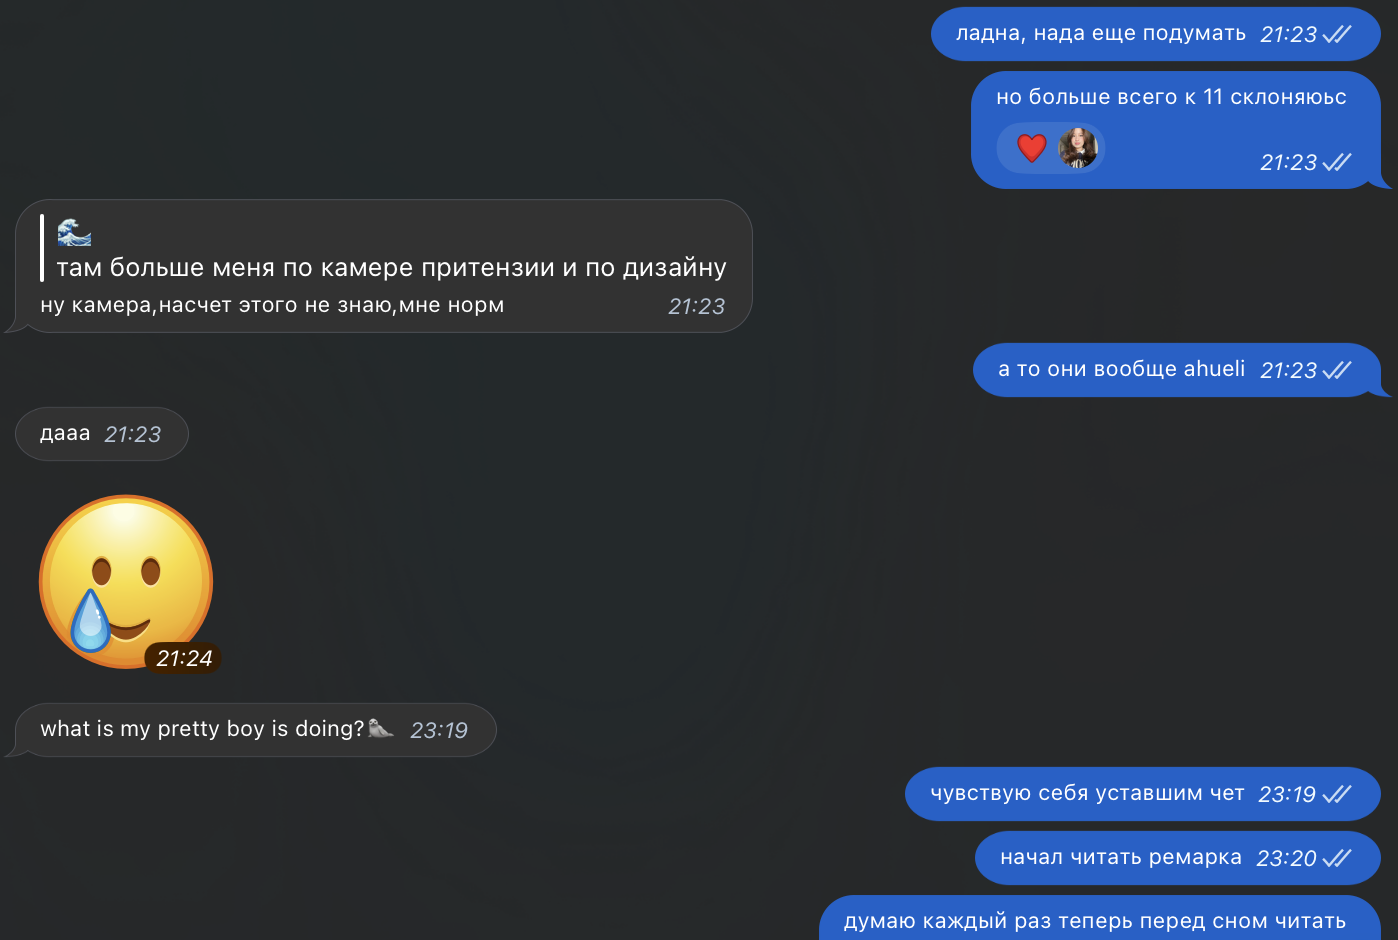 ладна, нада еще подумать 21:23
но больше всего к 11 склоняюьс
21:23
там больше меня по камере притензии и по дизайну
ну камера,насчет этого не знаю,мне норм 21:23
а то они вообще ahueli 21:23
дааа 21:23
21:24
what is my pretty boy is doing? 23:19
чувствую себя уставшим чет 23:19
начал читать ремарка 23:20
думаю каждый раз теперь перед сном читать